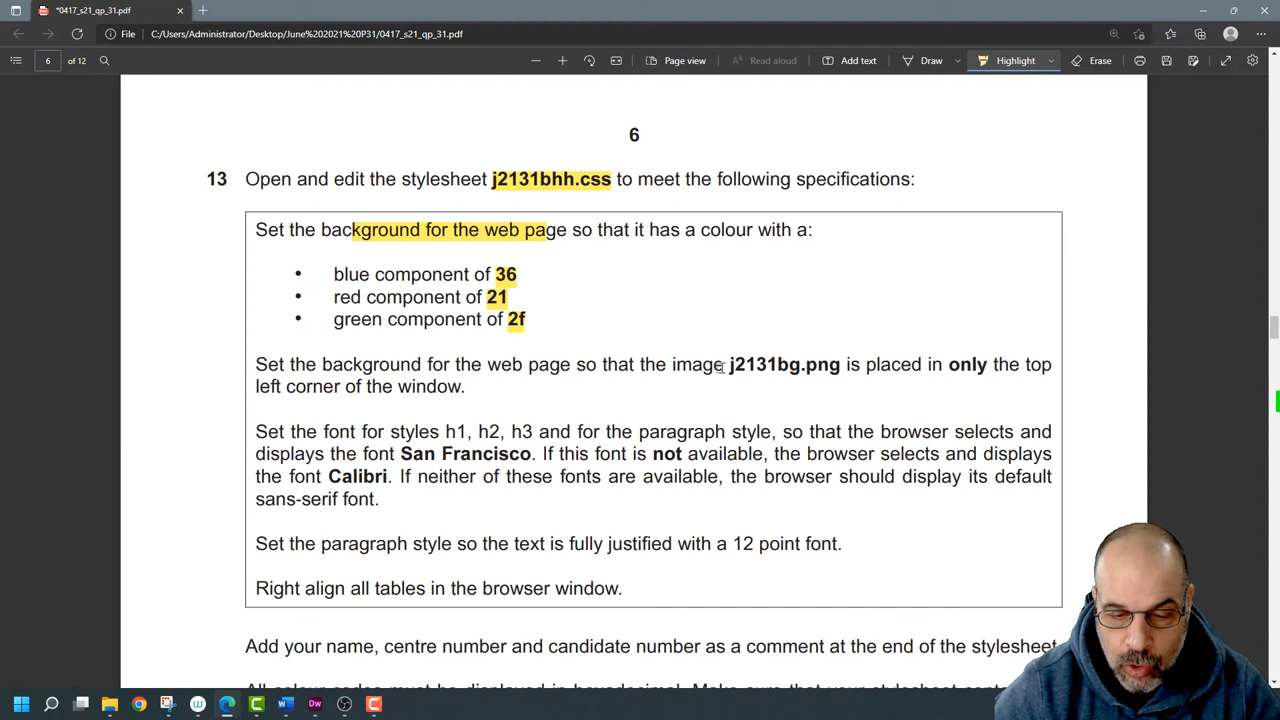 *0417_s21_qp_31.pdf
File C:/Users/Administrator/Desktop/June%202021%20P31/0417_s21_qp_31.pdf
6 of 12
Page view
Read aloud
Add text
Draw
Highlight
Erase
6
13 Open and edit the stylesheet j2131bhh.css to meet the following specifications:
Set the background for the web page so that it has a colour with a:
• blue component of 36
• red component of 21
• green component of 2f
Set the background for the web page so that the image j2131bg.png is placed in only the top
left corner of the window.
Set the font for styles h1, h2, h3 and for the paragraph style, so that the browser selects and
displays the font San Francisco. If this font is not available, the browser selects and displays
the font Calibri. If neither of these fonts are available, the browser should display its default
sans-serif font.
Set the paragraph style so the text is fully justified with a 12 point font.
Right align all tables in the browser window.
Add your name, centre number and candidate number as a comment at the end of the stylesheet